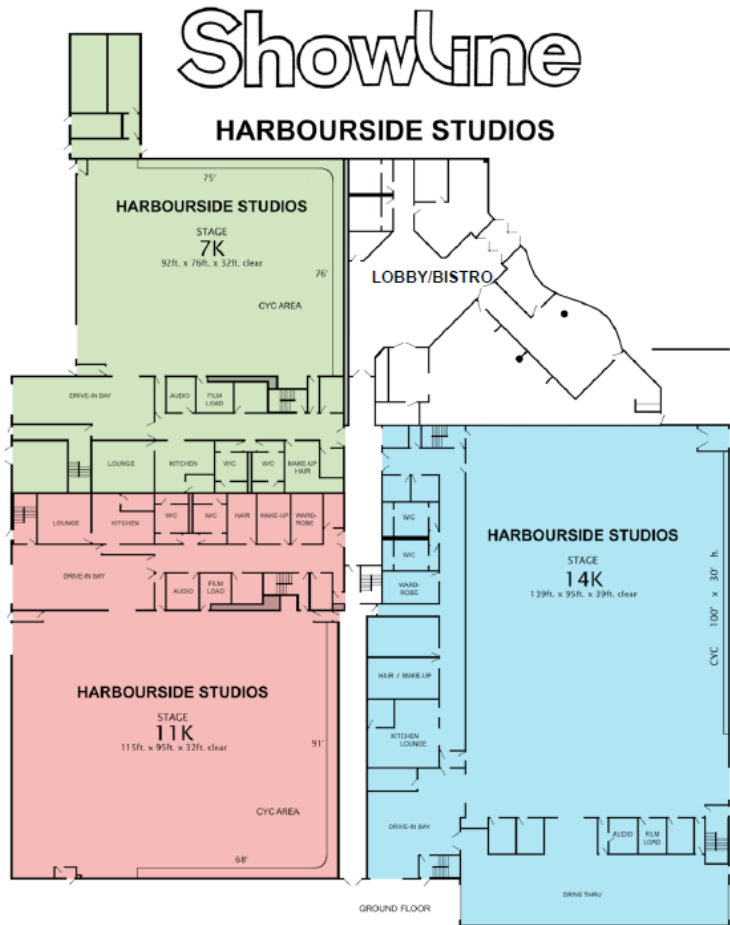 ShowLine
HARBOURSIDE STUDIOS
75'
HARBOURSIDE STUDIOS
STAGE
7K
92ft. x 76ft. x 32ft. clear
76'
CYC AREA
LOBBY/BISTRO
DRIVE-IN BAY
AUDIO
FILM
LOAD
LOUNGE
KITCHEN
W/C
W/C
MAKE-UP
HAIR
LOUNGE
KITCHEN
W/C
W/C
HAIR
MAKE-UP
WARD-
ROBE
DRIVE-IN BAY
AUDIO
FILM
LOAD
HARBOURSIDE STUDIOS
STAGE
11K
115ft. x 95ft. x 32ft. clear
91'
CYC AREA
68'
W/C
W/C
WARD-
ROBE
HAIR / MAKE-UP
KITCHEN
LOUNGE
DRIVE-IN BAY
HARBOURSIDE STUDIOS
STAGE
14K
139ft. x 95ft. x 39ft. clear
CYC 100' x 30' h.
AUDIO
FILM
LOAD
DRIVE THRU
GROUND FLOOR